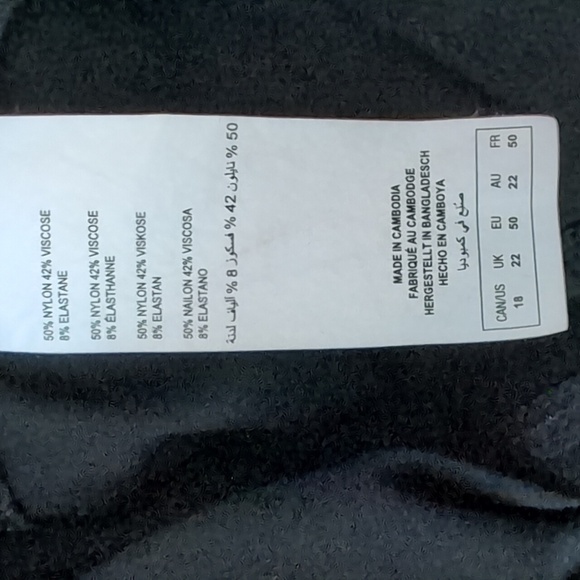 50% NYLON 42% VISCOSE
8% ELASTANE
50% NYLON 42% VISCOSE
8% ÉLASTHANNE
50% NYLON 42% VISKOSE
8% ELASTAN
50% NAILON 42% VISCOSA
8% ELASTANO
50 % نايلون 42 % فسكوز 8 % الياف لدنة
MADE IN CAMBODIA
FABRIQUÉ AU CAMBODGE
HERGESTELLT IN BANGLADESCH
HECHO EN CAMBOYA
صنع في كمبوديا
CAN/US UK EU AU FR
18 22 50 22 50